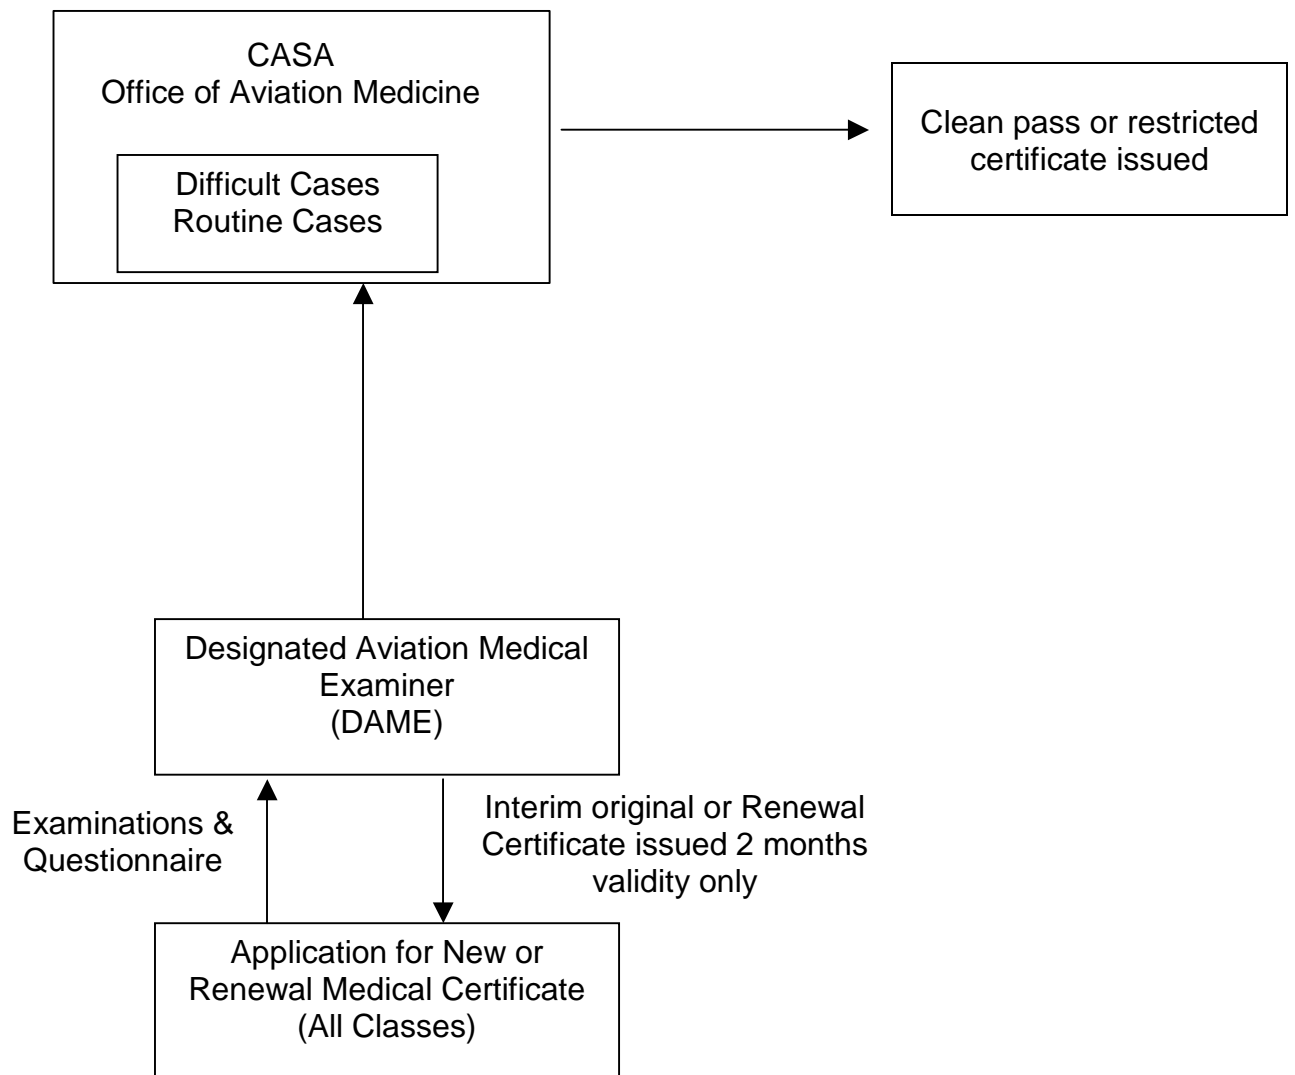 CASA
Office of Aviation Medicine
Difficult Cases
Routine Cases
Clean pass or restricted
certificate issued
Designated Aviation Medical
Examiner
(DAME)
Examinations &
Questionnaire
Interim original or Renewal
Certificate issued 2 months
validity only
Application for New or
Renewal Medical Certificate
(All Classes)